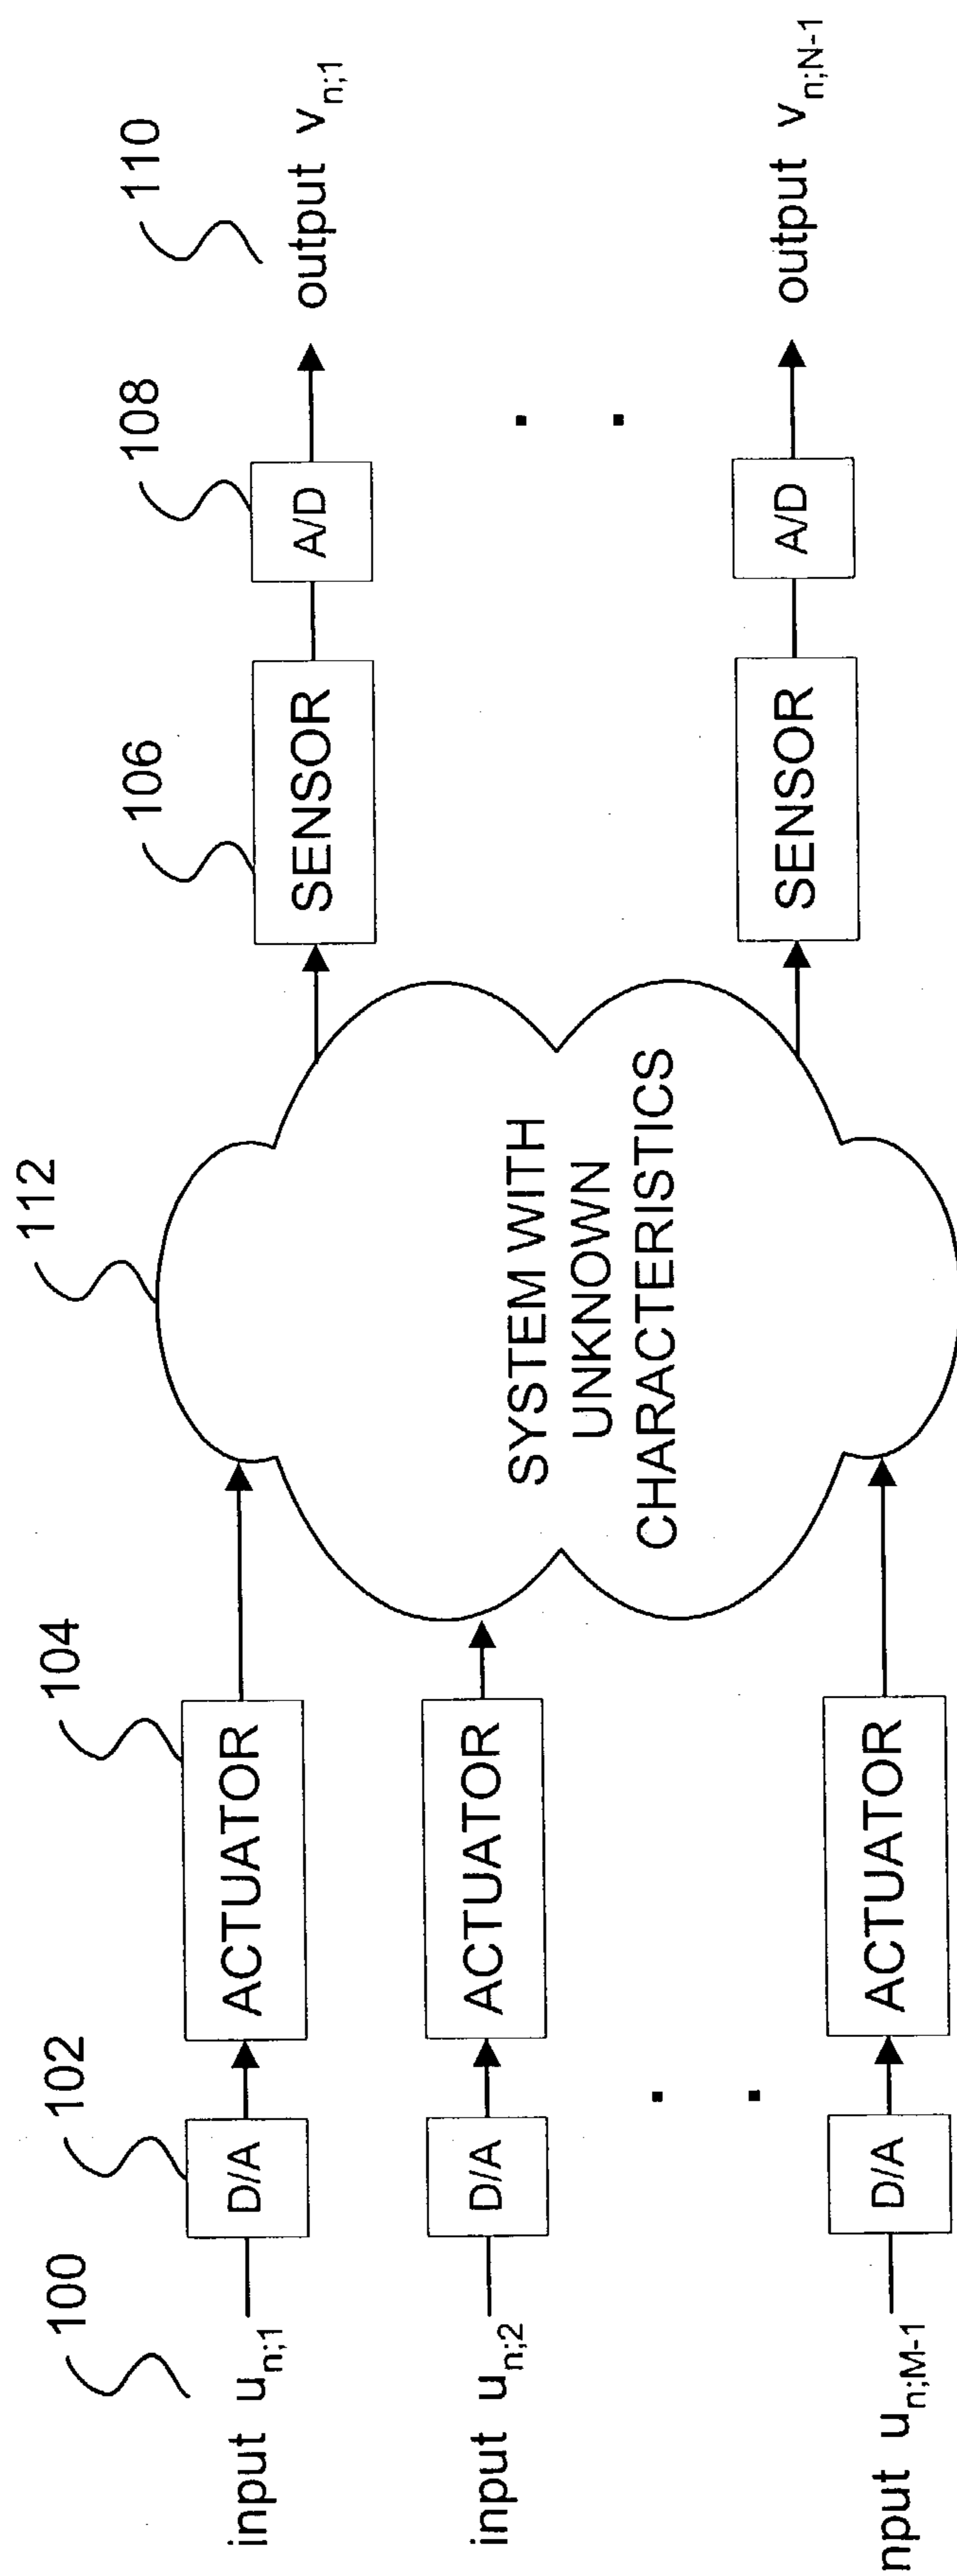 112
104
106
108
110
102
100
input u_{n;1}
D/A
ACTUATOR
SENSOR
A/D
output v_{n;1}
input u_{n;2}
D/A
ACTUATOR
SYSTEM WITH
UNKNOWN
CHARACTERISTICS
nput u_{n;M-1}
D/A
ACTUATOR
SENSOR
A/D
output v_{n;N-1}